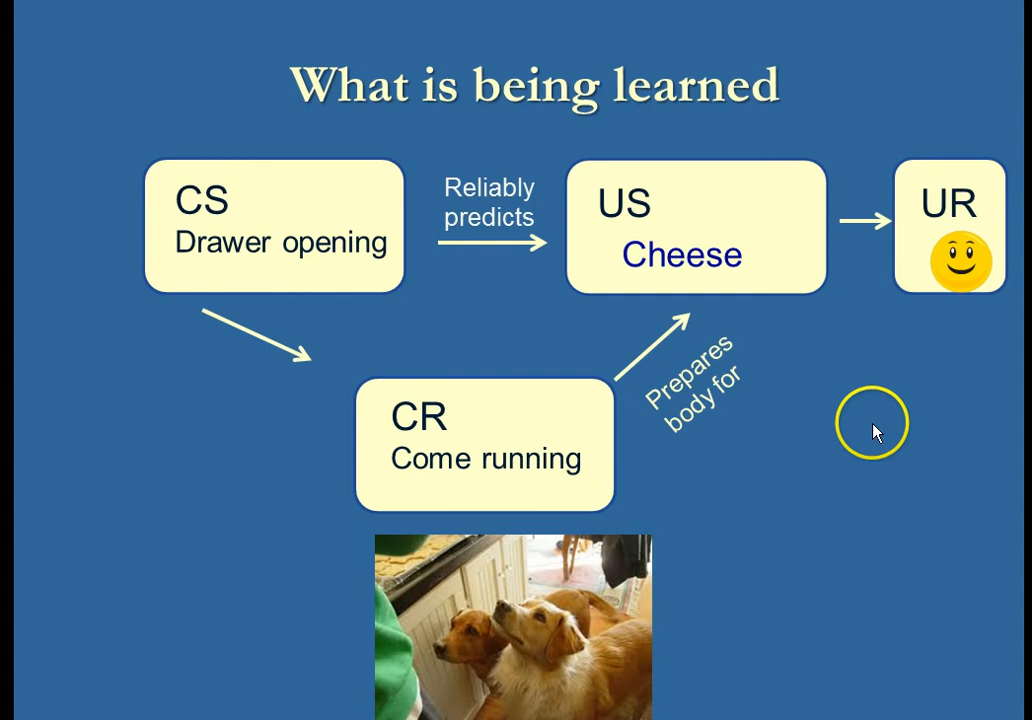 What is being learned
CS
Drawer opening
Reliably
predicts
US
Cheese
UR
CR
Come running
Prepares
body for